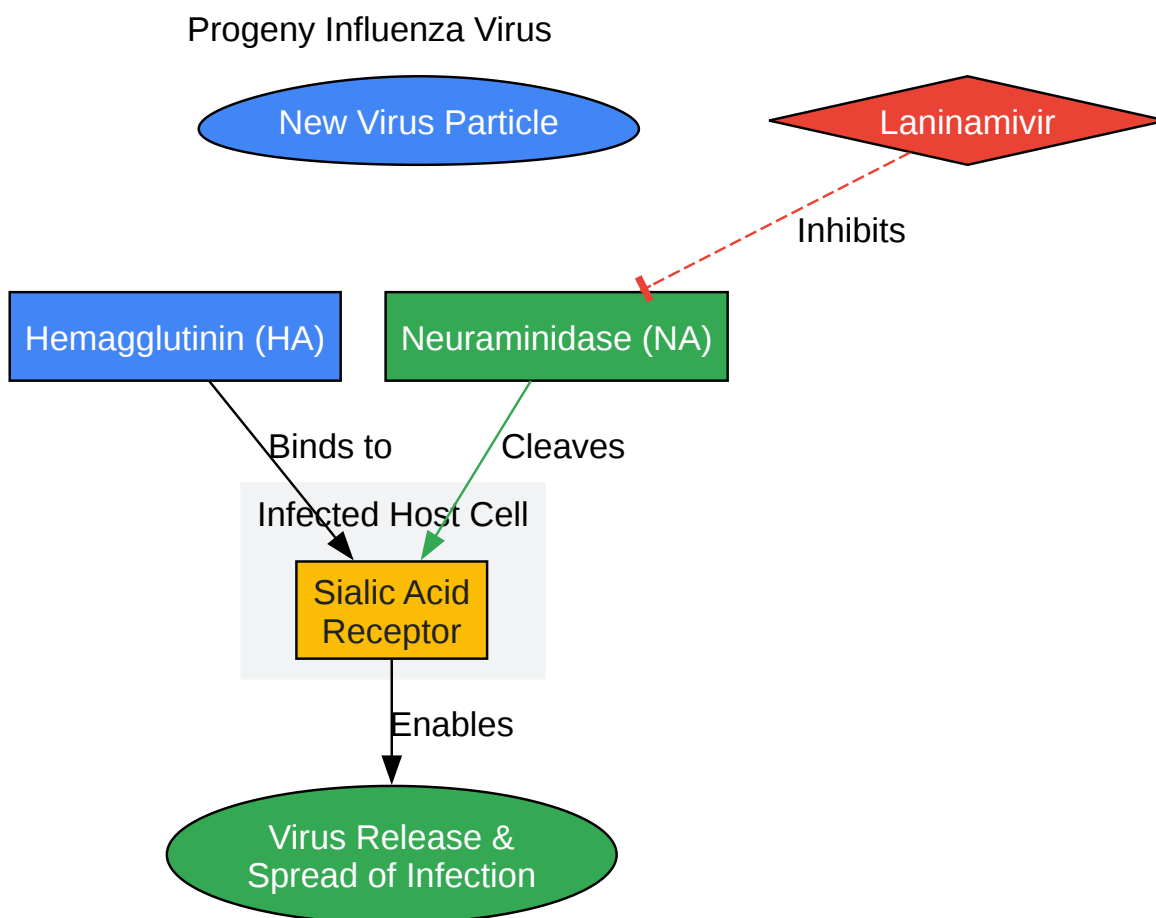 Progeny Influenza Virus
New Virus Particle
Laninamivir
Inhibits
Hemagglutinin (HA)
Neuraminidase (NA)
Binds to
Cleaves
Infected Host Cell
Sialic Acid
Receptor
Enables
Virus Release &
Spread of Infection